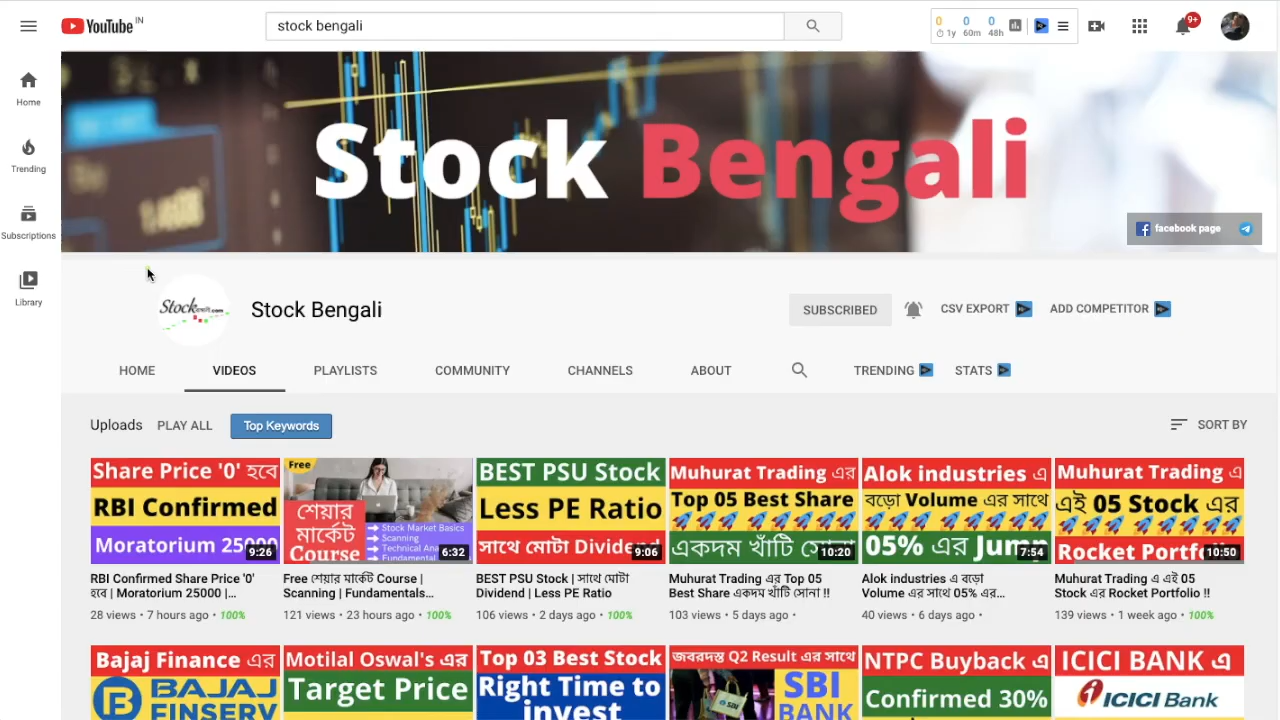 YouTube IN
stock bengali
0 0 0
1y 60m 48h
9+
Home
Trending
Subscriptions
Library
Stock Bengali
facebook page
Stock
Stock Bengali
SUBSCRIBED
CSV EXPORT
ADD COMPETITOR
HOME
VIDEOS
PLAYLISTS
COMMUNITY
CHANNELS
ABOUT
TRENDING
STATS
Uploads
PLAY ALL
Top Keywords
SORT BY
Share Price '0' হবে
RBI Confirmed
Moratorium 25000
9:26
RBI Confirmed Share Price '0'
হবে | Moratorium 25000 |...
28 views • 7 hours ago • 100%
Free
শেয়ার
মার্কেট
Course
Stock Market Basics
Scanning
Technical Ana
Fundamental
6:32
Free শেয়ার মার্কেট Course |
Scanning | Fundamentals...
121 views • 23 hours ago • 100%
BEST PSU Stock
Less PE Ratio
সাথে মোটা Dividend
9:06
BEST PSU Stock | সাথে মোটা
Dividend | Less PE Ratio
106 views • 2 days ago • 100%
Muhurat Trading এর
Top 05 Best Share
একদম খাঁটি সোনা
10:20
Muhurat Trading এর Top 05
Best Share একদম খাঁটি সোনা !!
103 views • 5 days ago •
Alok industries এ
বড়ো Volume এর সাথে
05% এর Jump
7:54
Alok industries এ বড়ো
Volume এর সাথে 05% এর...
40 views • 6 days ago •
Muhurat Trading এ
এই 05 Stock এর
Rocket Portfo
10:50
Muhurat Trading এ এই 05
Stock এর Rocket Portfolio !!
139 views • 1 week ago • 100%
Bajaj Finance এর
BAJAJ
FINSERV
Motilal Oswal's এর
Target Price
Top 03 Best Stock
Right Time to
invest
জবরদস্ত Q2 Result এর সাথে
SBI
BANK
NTPC Buyback এ
Confirmed 30%
ICICI BANK এ
ICICI Bank